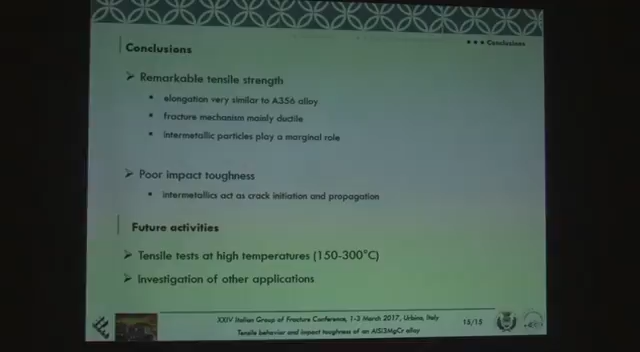 Conclusions
Conclusions
Remarkable tensile strength
elongation very similar to A356 alloy
fracture mechanism mainly ductile
intermetallic particles play a marginal role
Poor impact toughness
intermetallics act as crack initiation and propagation
Future activities
Tensile tests at high temperatures (150-300°C)
Investigation of other applications
XXIV Italian Group of Fracture Conference, 1-3 March 2017, Urbino, Italy
15/15
Tensile behavior and impact toughness of an AlSi3MgCr alloy